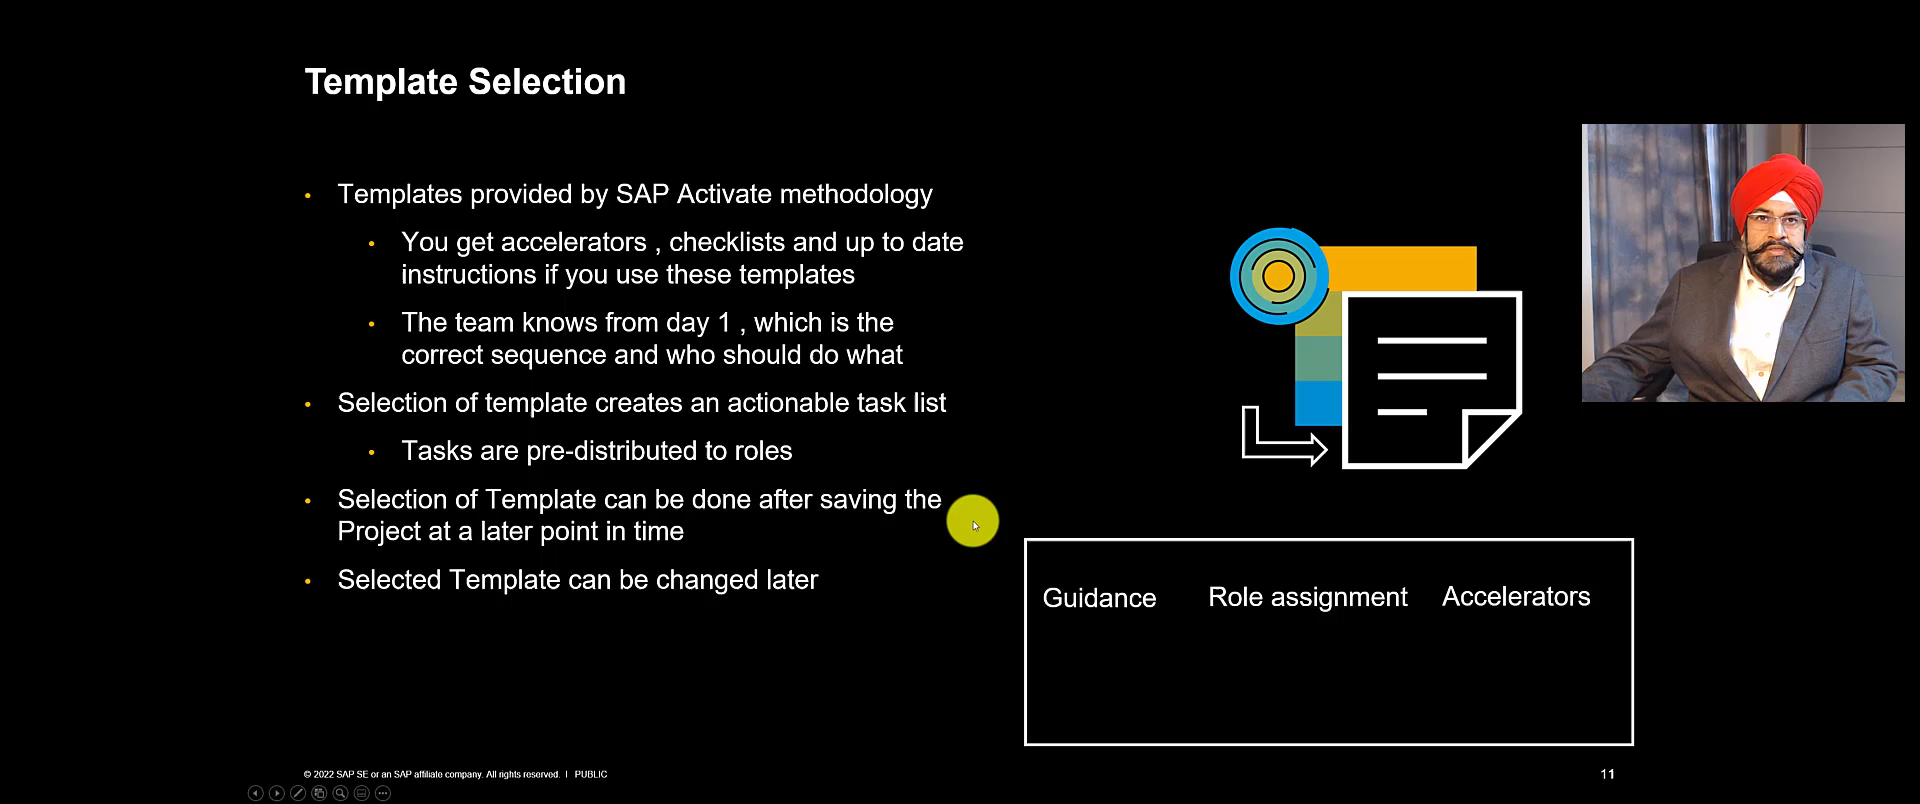 Template Selection
Templates provided by SAP Activate methodology
You get accelerators , checklists and up to date
instructions if you use these templates
The team knows from day 1 , which is the
correct sequence and who should do what
Selection of template creates an actionable task list
Tasks are pre-distributed to roles
Selection of Template can be done after saving the
Project at a later point in time
Selected Template can be changed later
Guidance Role assignment Accelerators
© 2022 SAP SE or an SAP affiliate company. All rights reserved. I PUBLIC
11